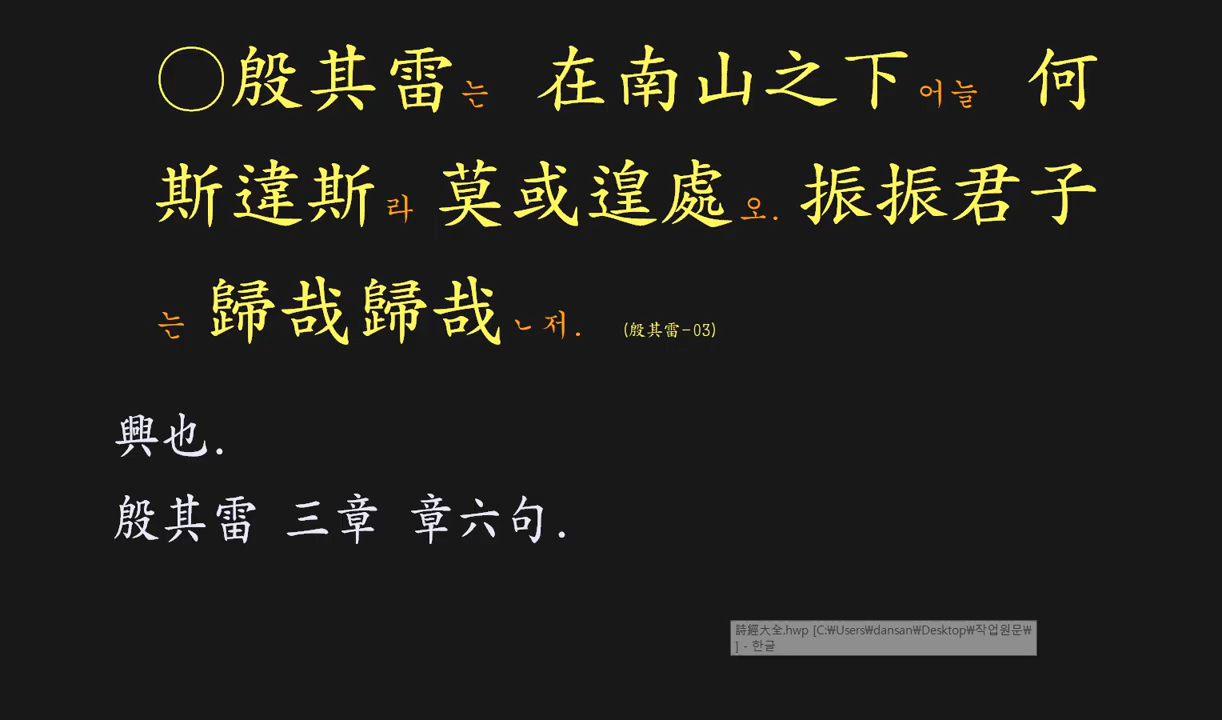 ○殷其雷는 在南山之下어늘 何
斯違斯라 莫或遑處오. 振振君子
는 歸哉歸哉ㄴ저. (殷其雷-03)
興也.
殷其雷 三章 章六句.
詩經大全.hwp [C:₩Users₩dansan₩Desktop₩작업원문₩
] - 한글